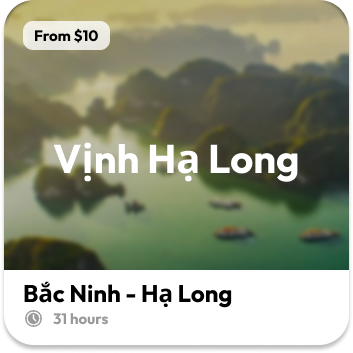 From $10
Vịnh Hạ Long
Bắc Ninh - Hạ Long
31 hours